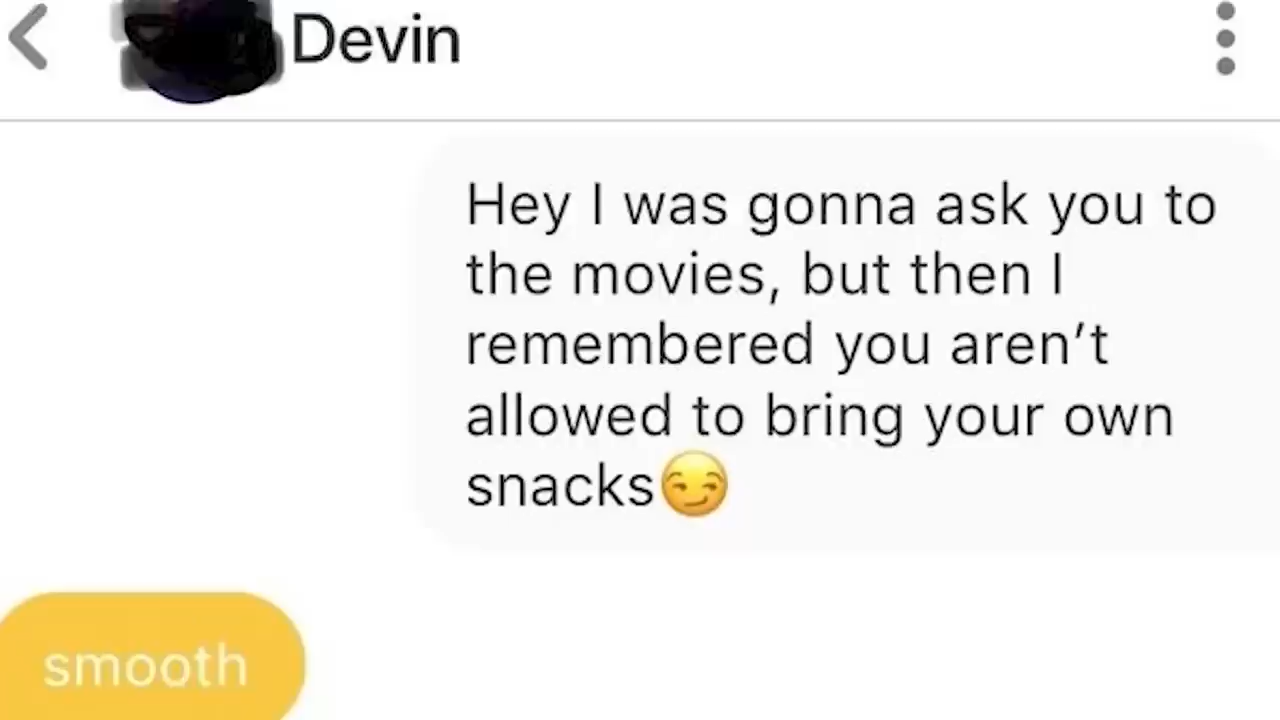 Devin
Hey I was gonna ask you to
the movies, but then I
remembered you aren’t
allowed to bring your own
snacks😏
smooth